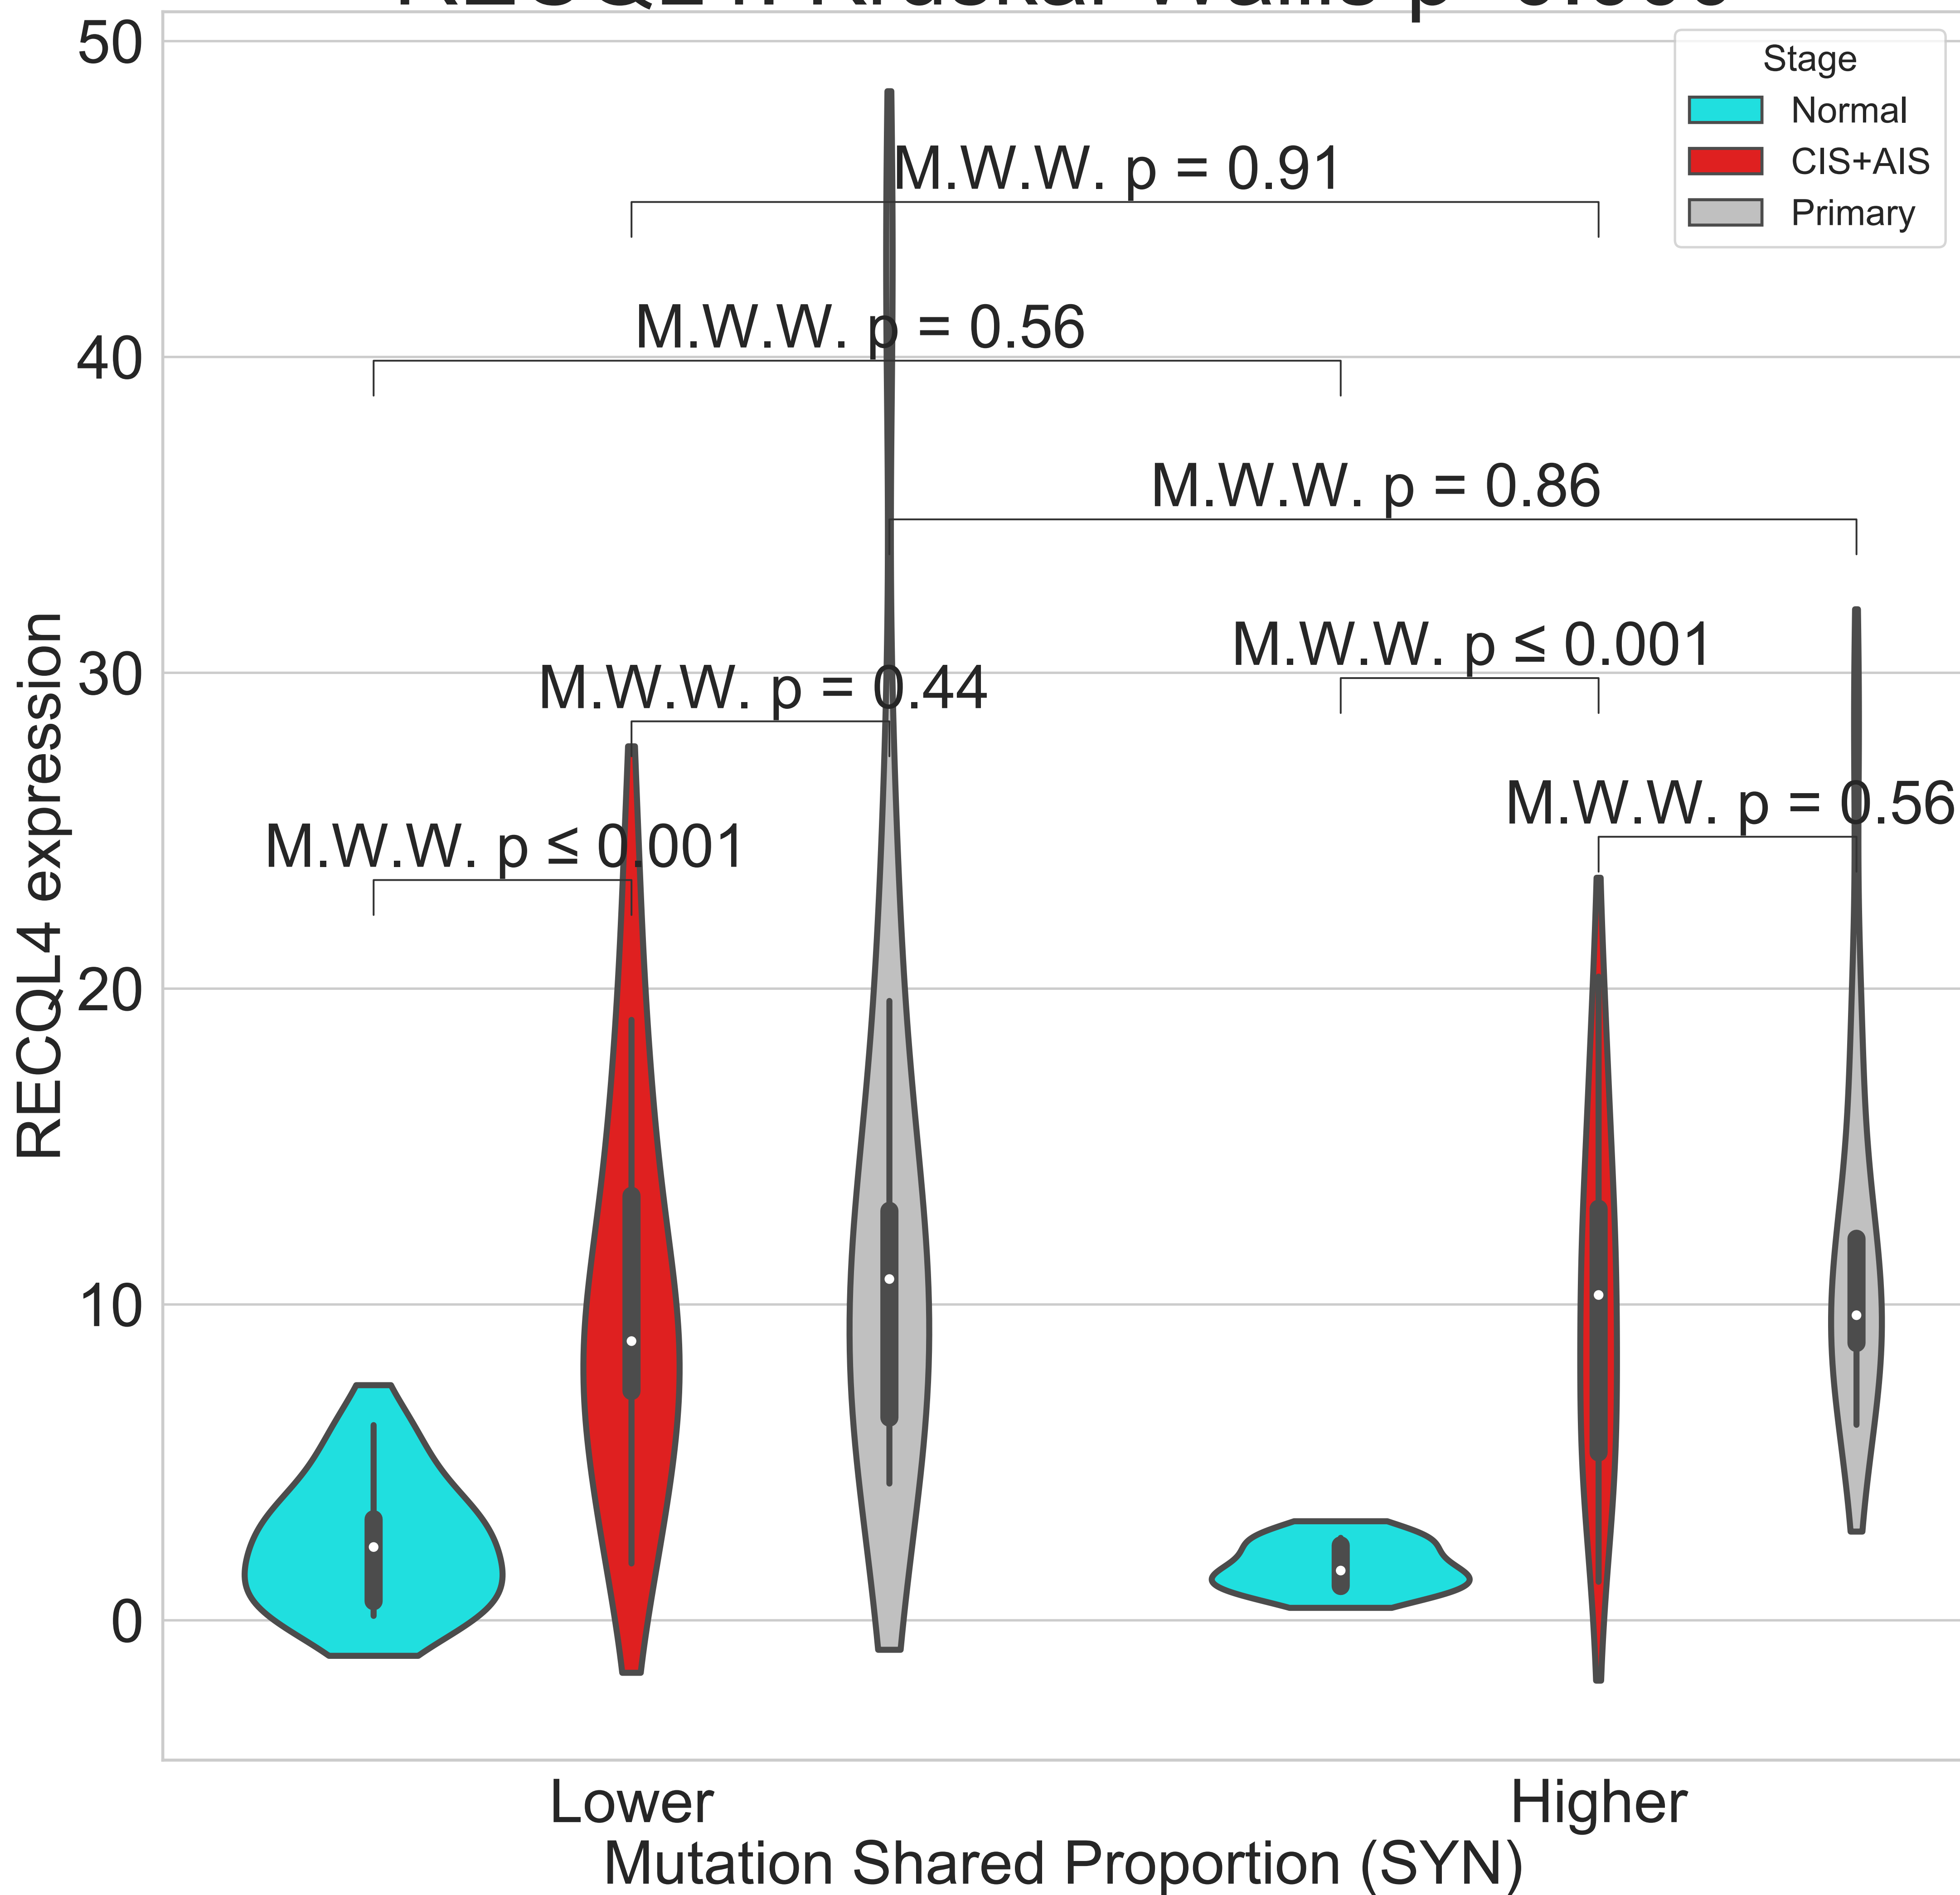 50
Stage
Normal
CIS+AIS
Primary
M.W.W. p = 0.91
M.W.W. p = 0.56
40
M.W.W. p = 0.86
M.W.W. p ≤ 0.001
30
M.W.W. p = 0.44
M.W.W. p = 0.56
M.W.W. p ≤ 0.001
RECQL4 expression
20
10
0
Lower
Higher
Mutation Shared Proportion (SYN)